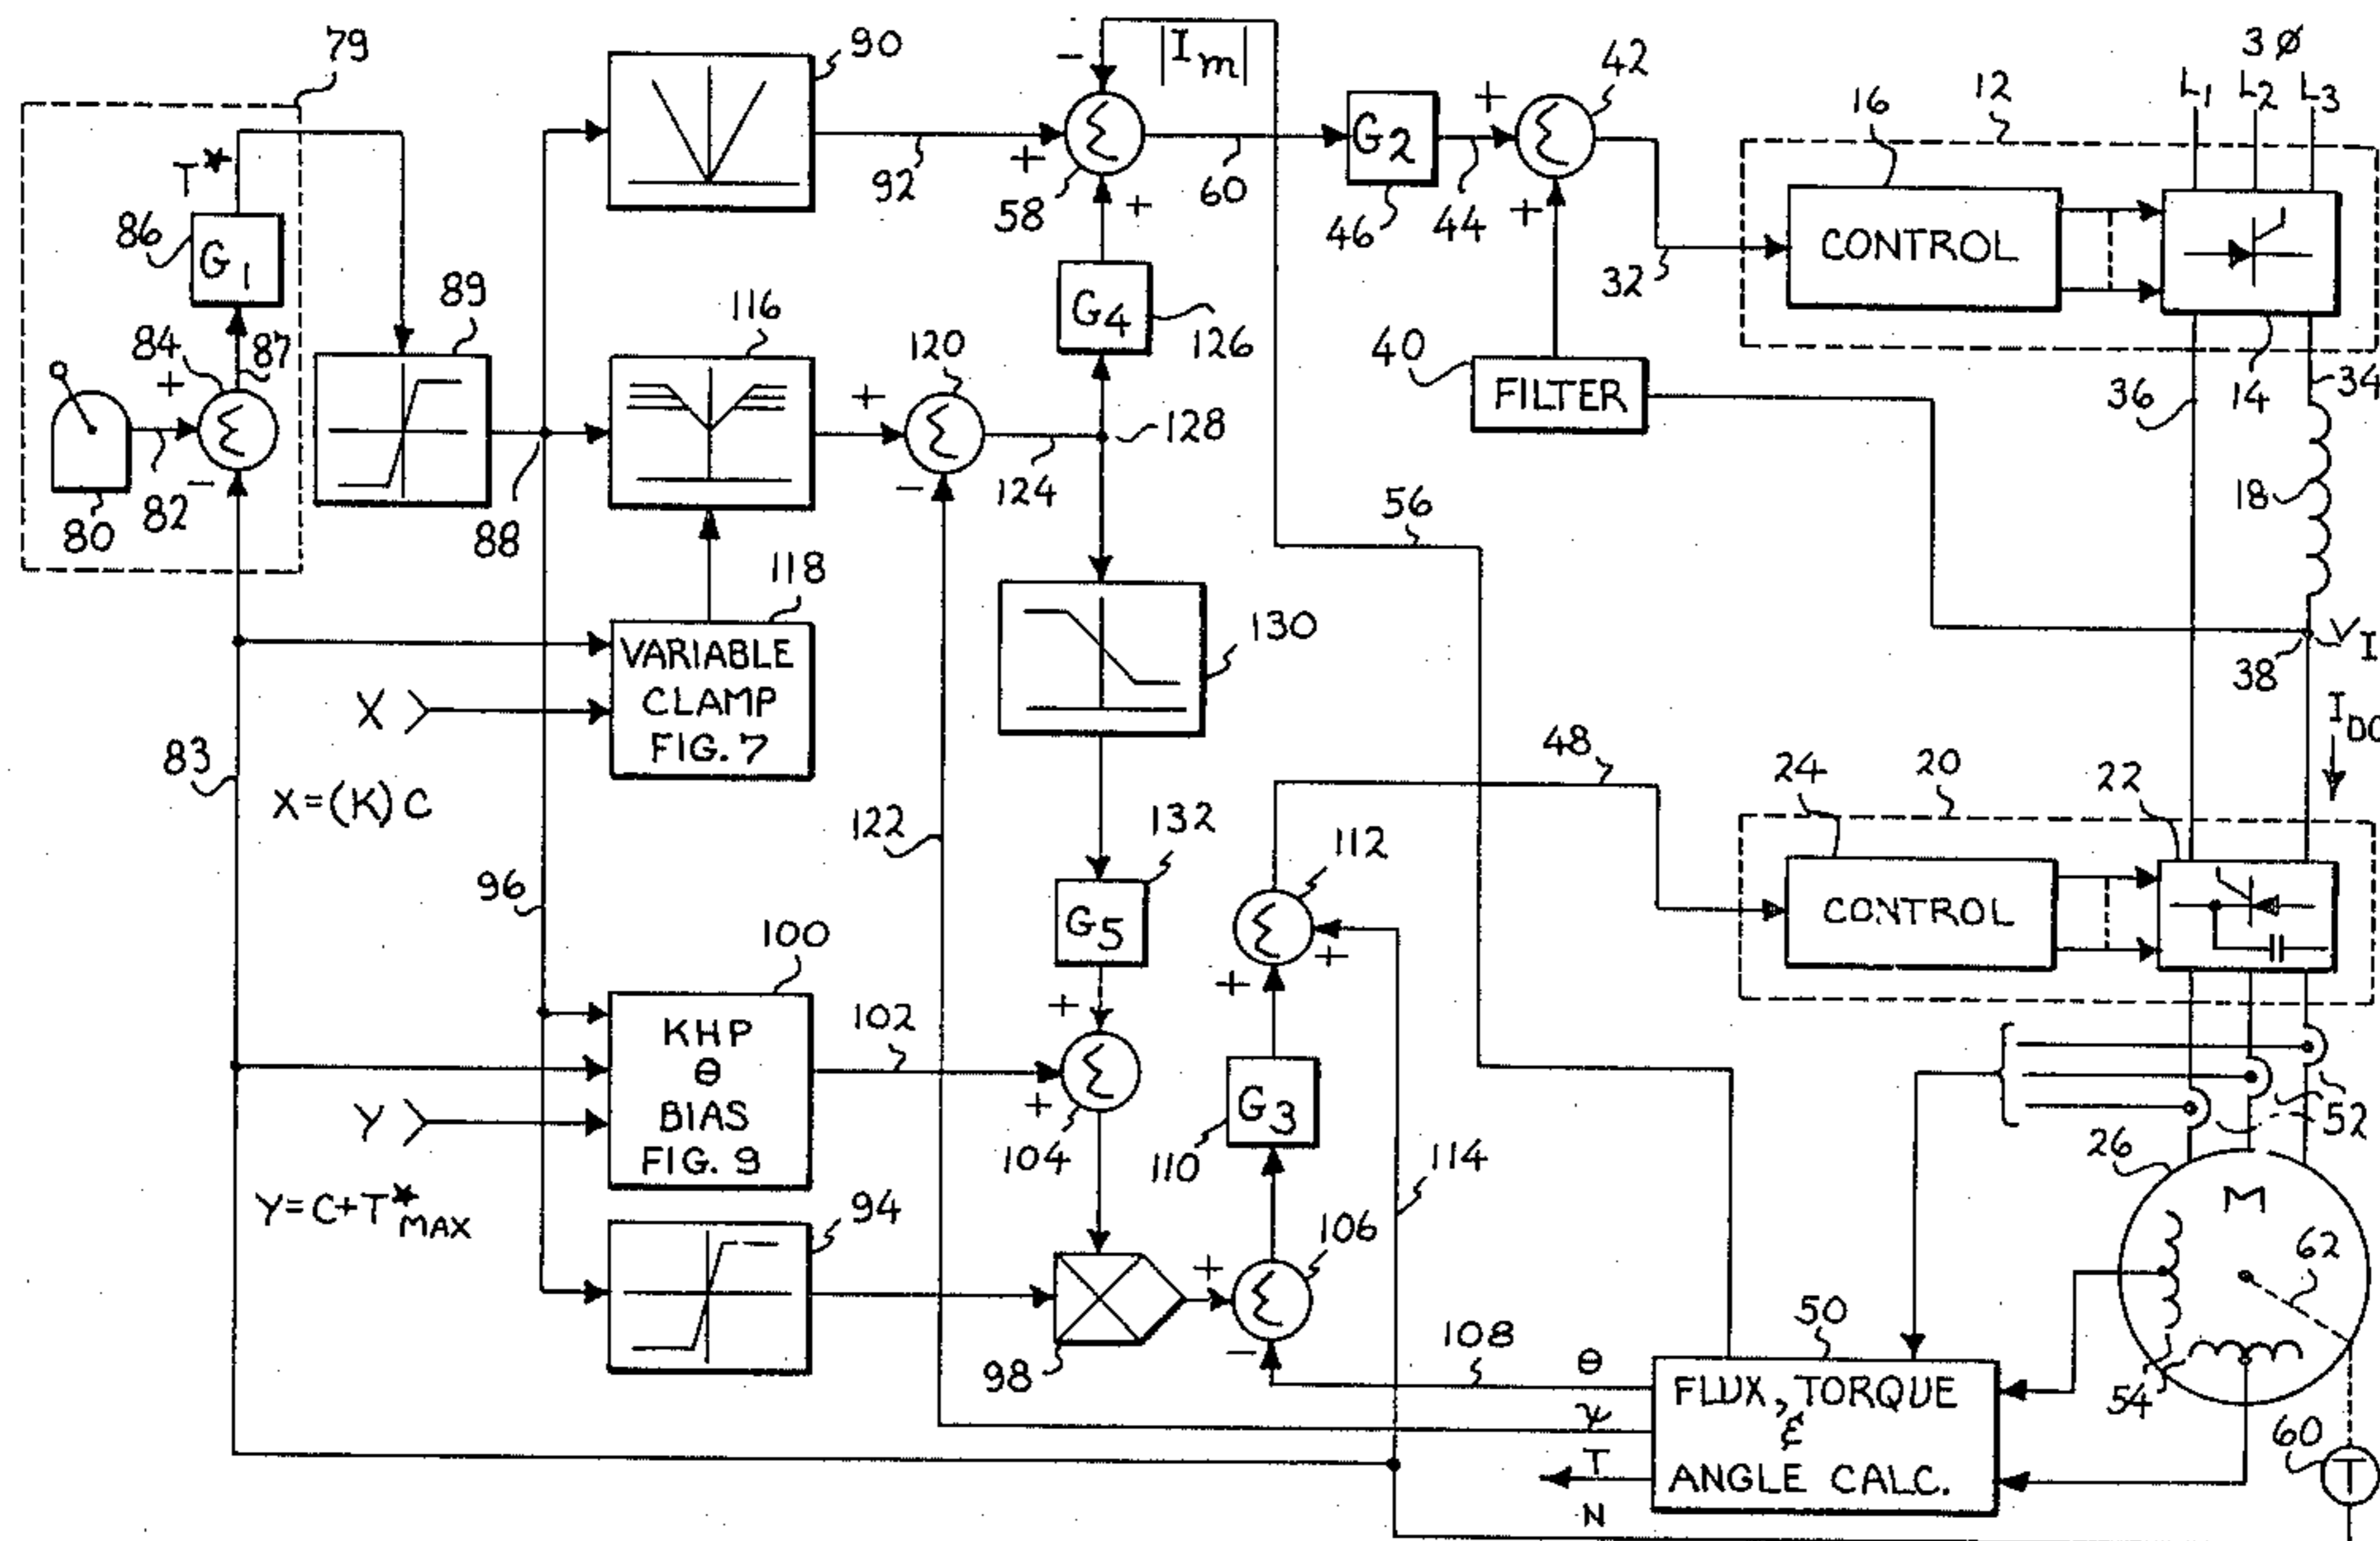 79
90
|Im|
42
3ø
L1 L2 L3
12
16
T*
86
G1
Σ
92
58
60
G2
46
44
Σ
32
CONTROL
14
34
36
84
87
89
116
120
G4
126
40
FILTER
Σ
82
80
88
Σ
124
128
18
56
118
VARIABLE
CLAMP
FIG. 7
130
VI
38
IDC
X
83
X=(K)C
122
132
G5
112
48
24
20
22
CONTROL
96
100
KHP
θ
BIAS
FIG. 9
102
Σ
104
Σ
G3
110
114
52
26
M
Y
Y=C+T*MAX
94
98
Σ
106
62
108
50
θ
ψ
T
N
FLUX, TORQUE
&
ANGLE CALC.
54
60
T